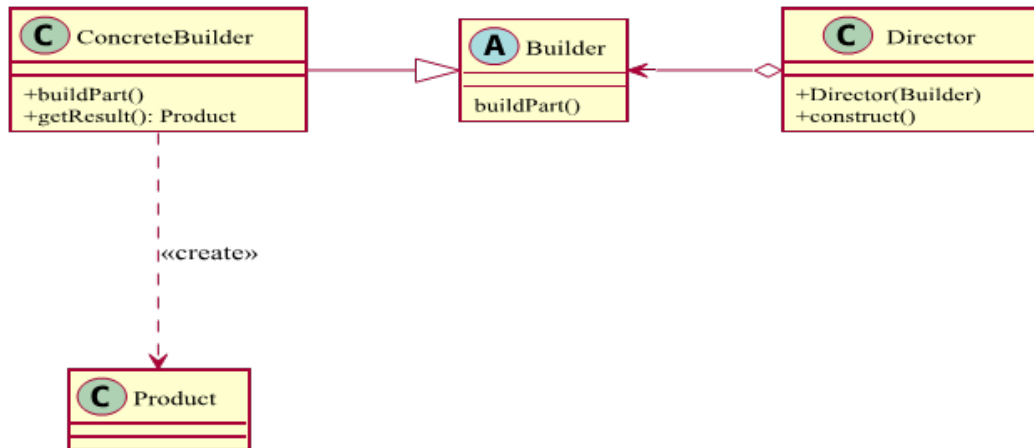 C ConcreteBuilder
+buildPart()
+getResult(): Product
A Builder
buildPart()
C Director
+Director(Builder)
+construct()
«create»
C Product